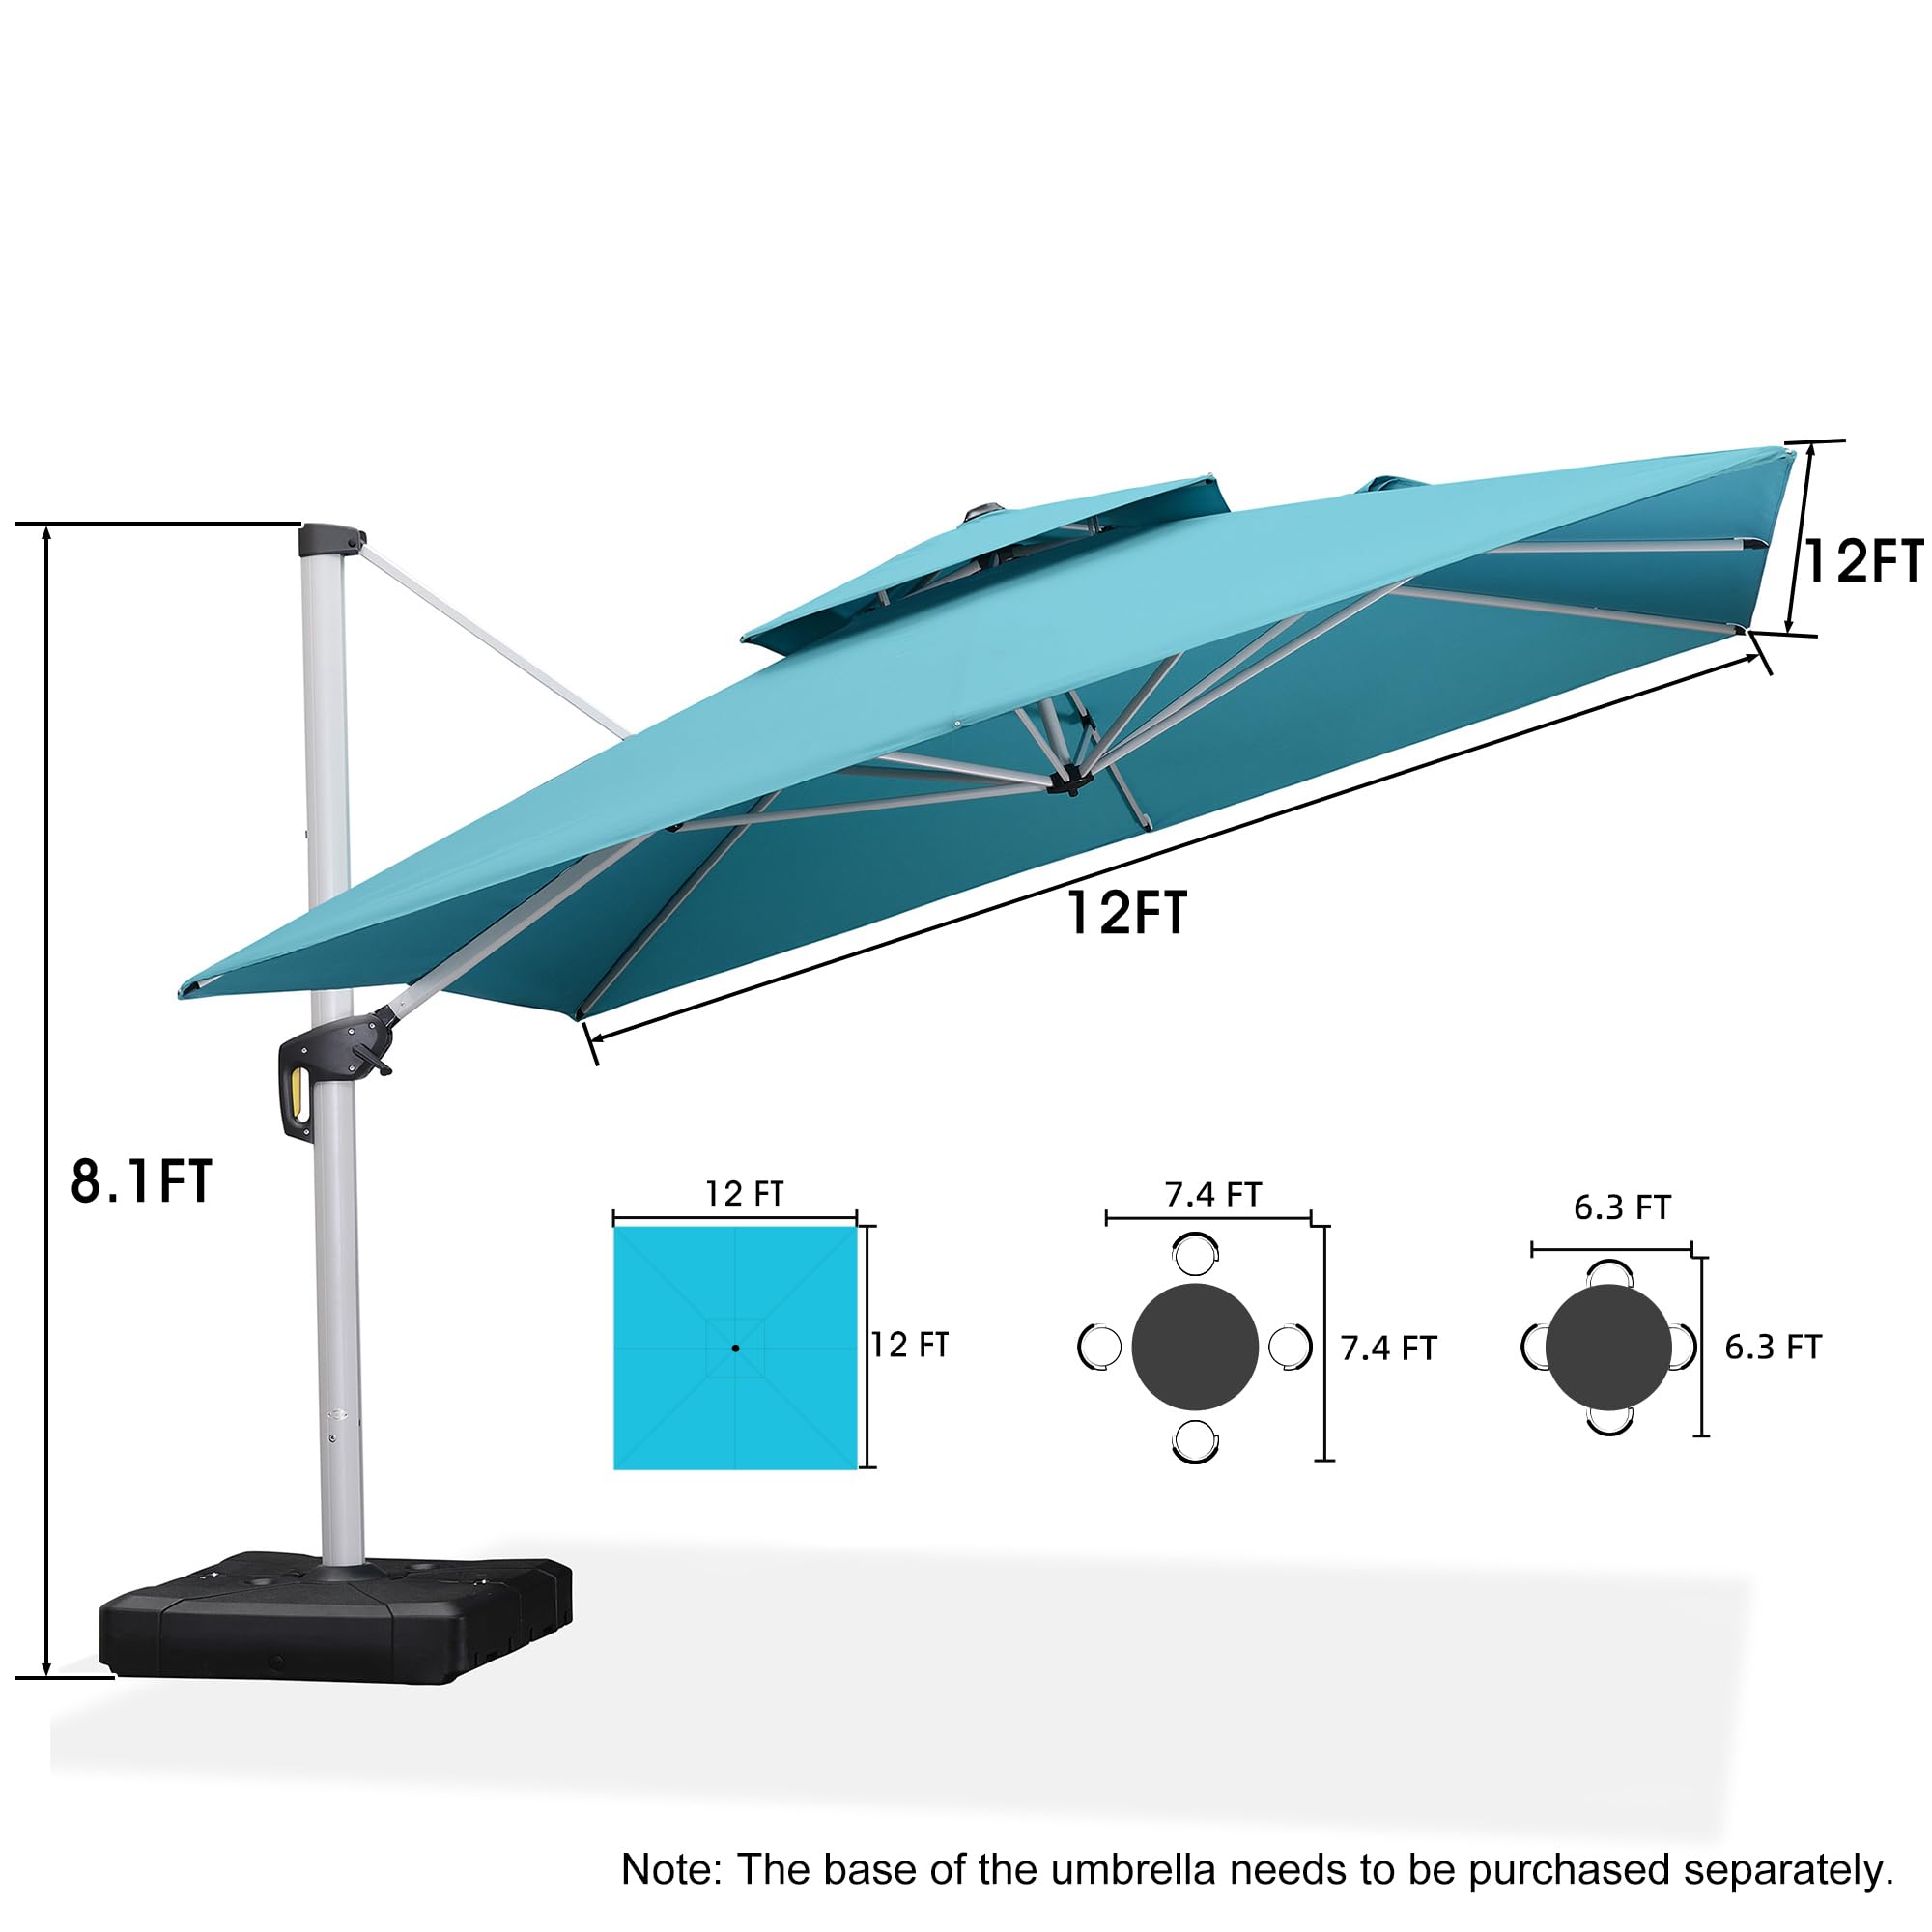 12FT
12FT
8.1FT
12 FT
12 FT
7.4 FT
7.4 FT
6.3 FT
6.3 FT
Note: The base of the umbrella needs to be purchased separately.